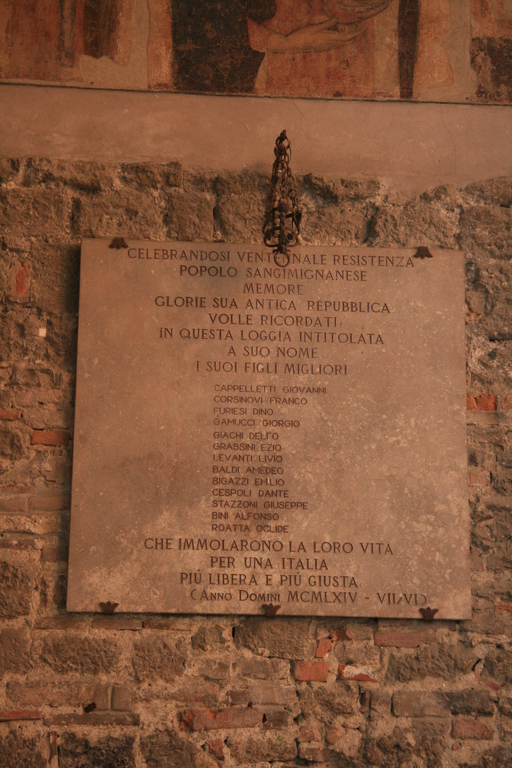 CELEBRANDOSI VENTENNALE RESISTENZA
POPOLO SANGIMIGNANESE
MEMORE
GLORIE SUA ANTICA REPUBBLICA
VOLLE RICORDATI
IN QUESTA LOGGIA INTITOLATA
A SUO NOME
I SUOI FIGLI MIGLIORI
CAPPELLETTI GIOVANNI
CORSINOVI FRANCO
FURIESI DINO
GAMUCCI GIORGIO
GIACHI DELFO
GRASSINI EZIO
LEVANTI LIVIO
BALDI AMEDEO
BIGAZZI EMILIO
CESPOLI DANTE
STAZZONI GIUSEPPE
BINI ALFONSO
ROATTA OCLIDE
CHE IMMOLARONO LA LORO VITA
PER UNA ITALIA
PIÙ LIBERA E PIÙ GIUSTA
(ANNO DOMINI MCMLXIV - VII/VI)